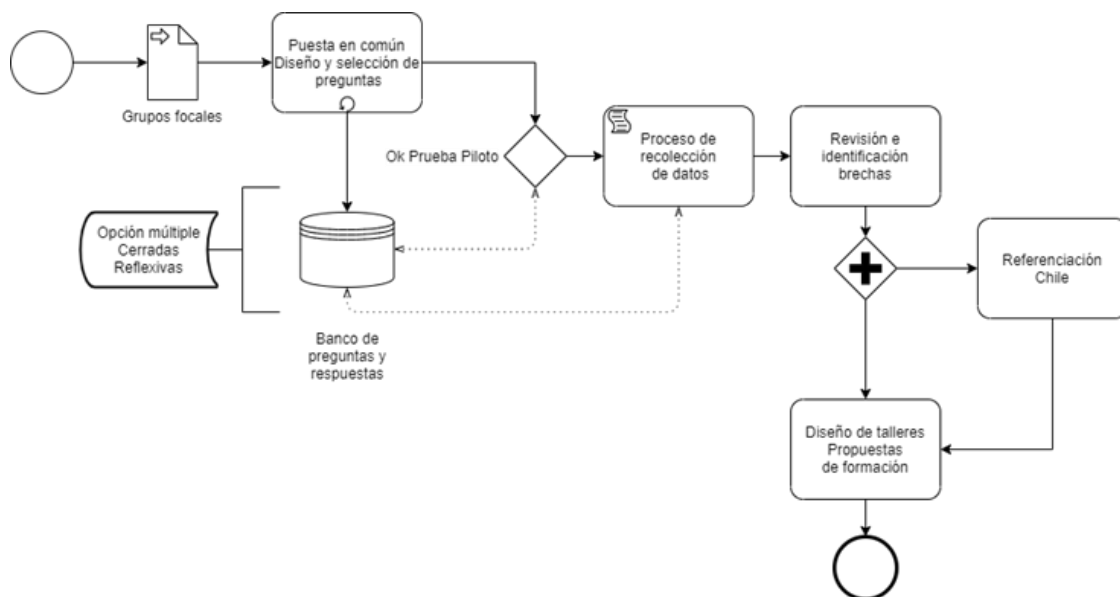 Puesta en común
Diseño y selección de
preguntas
Grupos focales
Ok Prueba Piloto
Proceso de
recolección
de datos
Revisión e
identificación
brechas
Opción múltiple
Cerradas
Reflexivas
Referenciación
Chile
Banco de
preguntas y
respuestas
Diseño de talleres
Propuestas
de formación